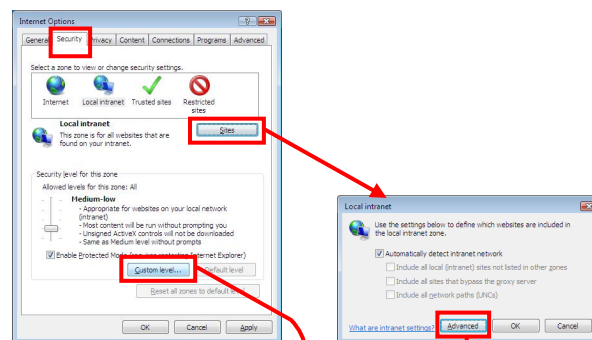 Internet Options
General Security Privacy Content Connections Programs Advanced
Select a zone to view or change security settings.
Internet Local intranet Trusted sites Restricted
sites
Local intranet
This zone is for all websites that are
found on your intranet.
Sites
Security level for this zone
Allowed levels for this zone: All
Medium-low
- Appropriate for websites on your local network
(intranet)
- Most content will be run without prompting you
- Unsigned ActiveX controls will not be downloaded
- Same as Medium level without prompts
Enable Protected Mode (requires restarting Internet Explorer)
Custom level... Default level
Reset all zones to default level
OK Cancel Apply
Local intranet
Use the settings below to define which websites are included in
the local intranet zone.
Automatically detect intranet network
Include all local (intranet) sites not listed in other zones
Include all sites that bypass the proxy server
Include all network paths (UNCs)
What are intranet settings? Advanced OK Cancel